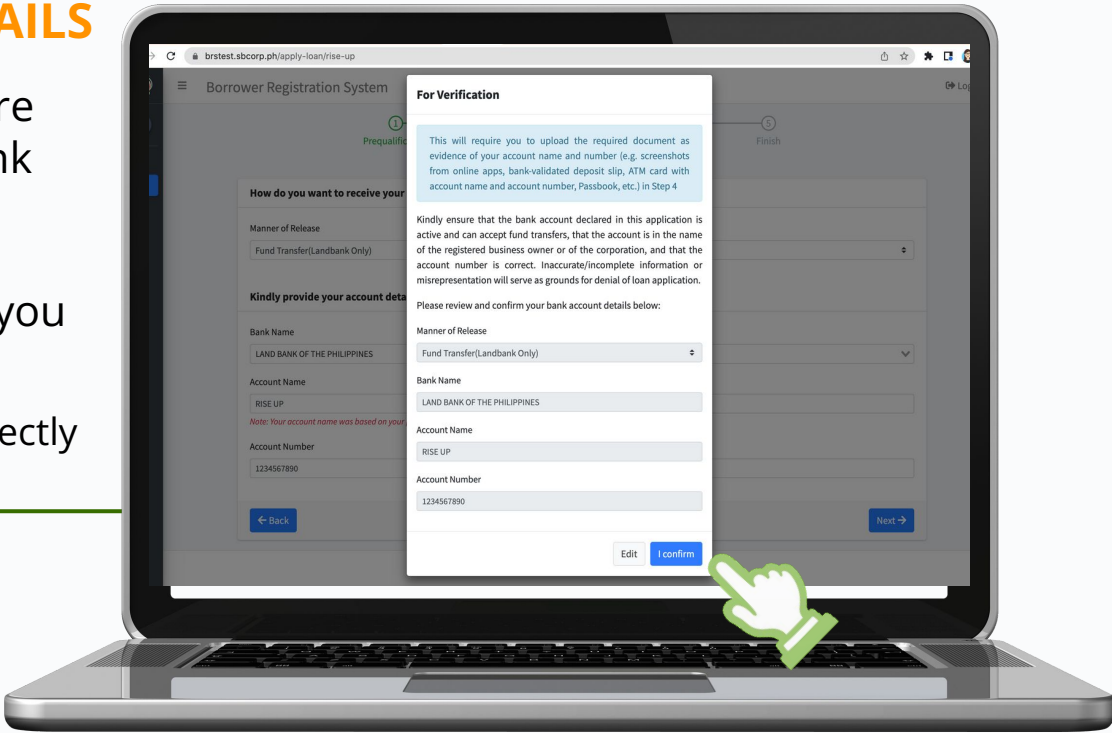 AILS
re
nk
you
ectly
brstest.sbcorp.ph/apply-loan/rise-up
Borrower Registration System
Log
1
Prequalific
5
Finish
How do you want to receive your
Manner of Release
Fund Transfer(Landbank Only)
Kindly provide your account deta
Bank Name
LAND BANK OF THE PHILIPPINES
Account Name
RISE UP
Note: Your account name was based on your
Account Number
1234567890
Back
Next
For Verification
This will require you to upload the required document as
evidence of your account name and number (e.g. screenshots
from online apps, bank-validated deposit slip, ATM card with
account name and account number, Passbook, etc.) in Step 4
Kindly ensure that the bank account declared in this application is
active and can accept fund transfers, that the account is in the name
of the registered business owner or of the corporation, and that the
account number is correct. Inaccurate/incomplete information or
misrepresentation will serve as grounds for denial of loan application.
Please review and confirm your bank account details below:
Manner of Release
Fund Transfer(Landbank Only)
Bank Name
LAND BANK OF THE PHILIPPINES
Account Name
RISE UP
Account Number
1234567890
Edit
I confirm